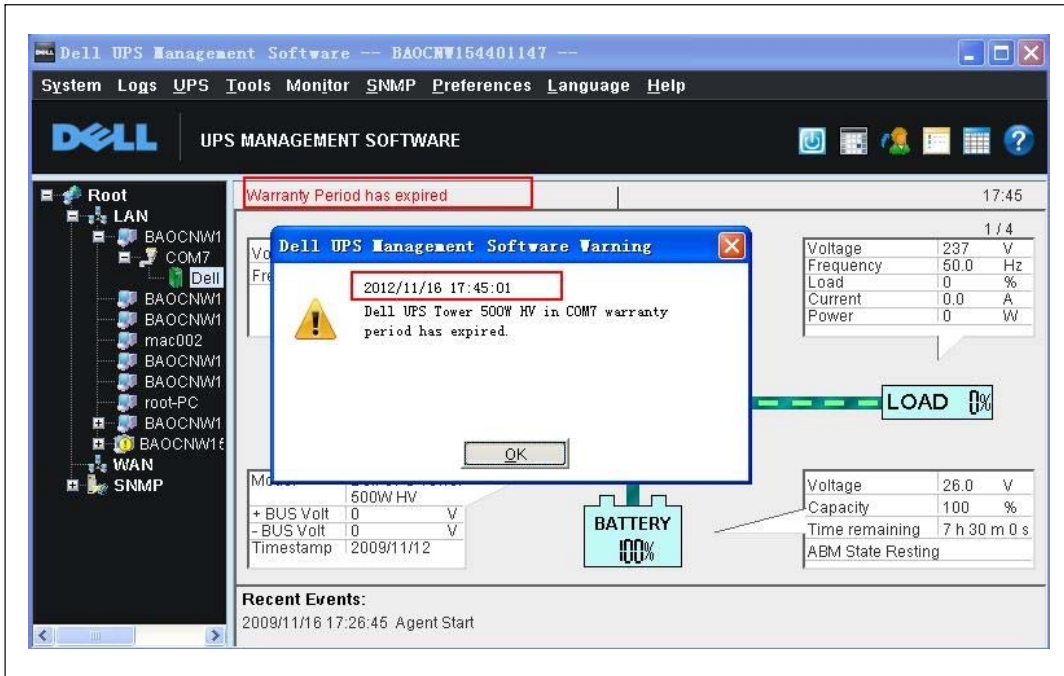 Dell UPS Management Software -- BAOCNW154401147 --
System Logs UPS Tools Monitor SNMP Preferences Language Help
DELL UPS MANAGEMENT SOFTWARE
Root
LAN
BAOCNW1
COM7
Dell
BAOCNW1
BAOCNW1
mac002
BAOCNW1
BAOCNW1
root-PC
BAOCNW1
BAOCNW15
WAN
SNMP
Warranty Period has expired 17:45
1 / 4
Voltage 237 V
Frequency 50.0 Hz
Load 0 %
Current 0.0 A
Power 0 W
Dell UPS Management Software Warning
2012/11/16 17:45:01
Dell UPS Tower 500W HV in COM7 warranty
period has expired.
OK
LOAD 0%
500W HV
+ BUS Volt 0 V
- BUS Volt 0 V
Timestamp 2009/11/12
BATTERY
100%
Voltage 26.0 V
Capacity 100 %
Time remaining 7 h 30 m 0 s
ABM State Resting
Recent Events:
2009/11/16 17:26:45 Agent Start